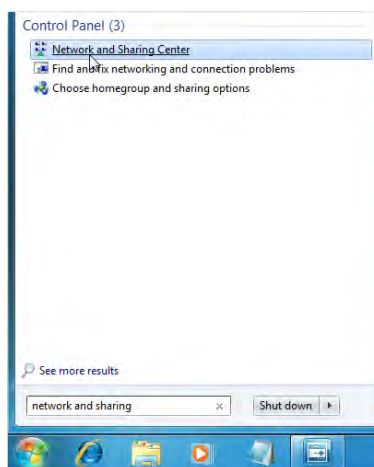 Control Panel (3)
Network and Sharing Center
Find and fix networking and connection problems
Choose homegroup and sharing options
See more results
network and sharing
Shut down